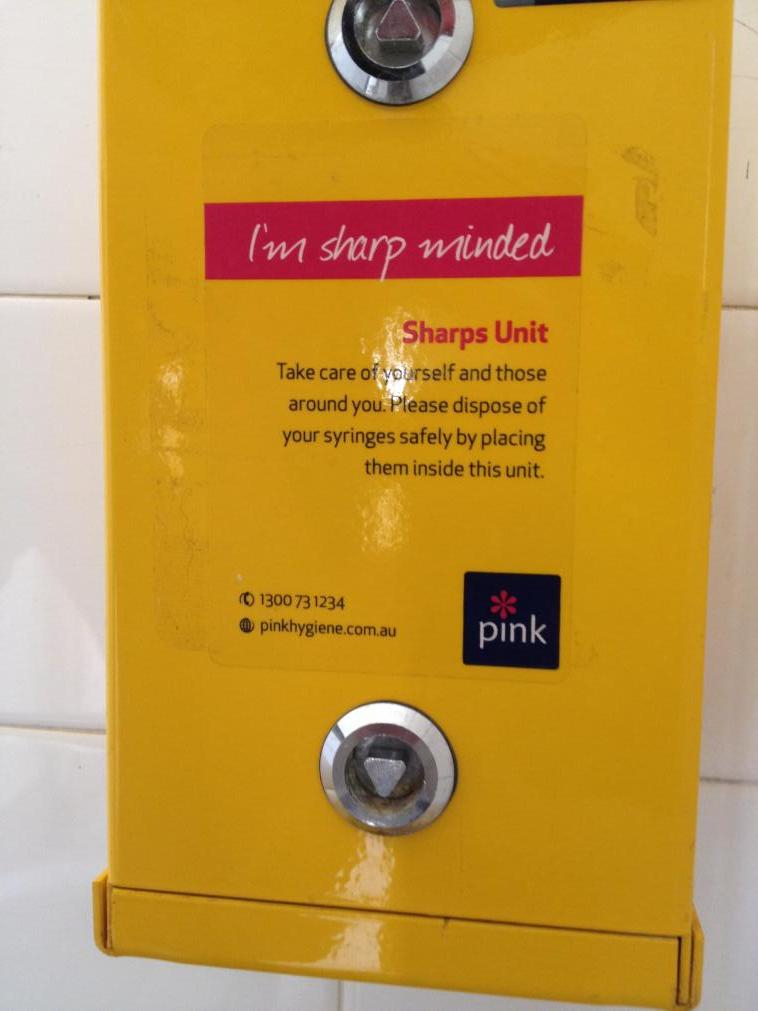 I'm sharp minded
Sharps Unit
Take care of yourself and those
around you. Please dispose of
your syringes safely by placing
them inside this unit.
1300 73 1234
pinkhygiene.com.au
pink